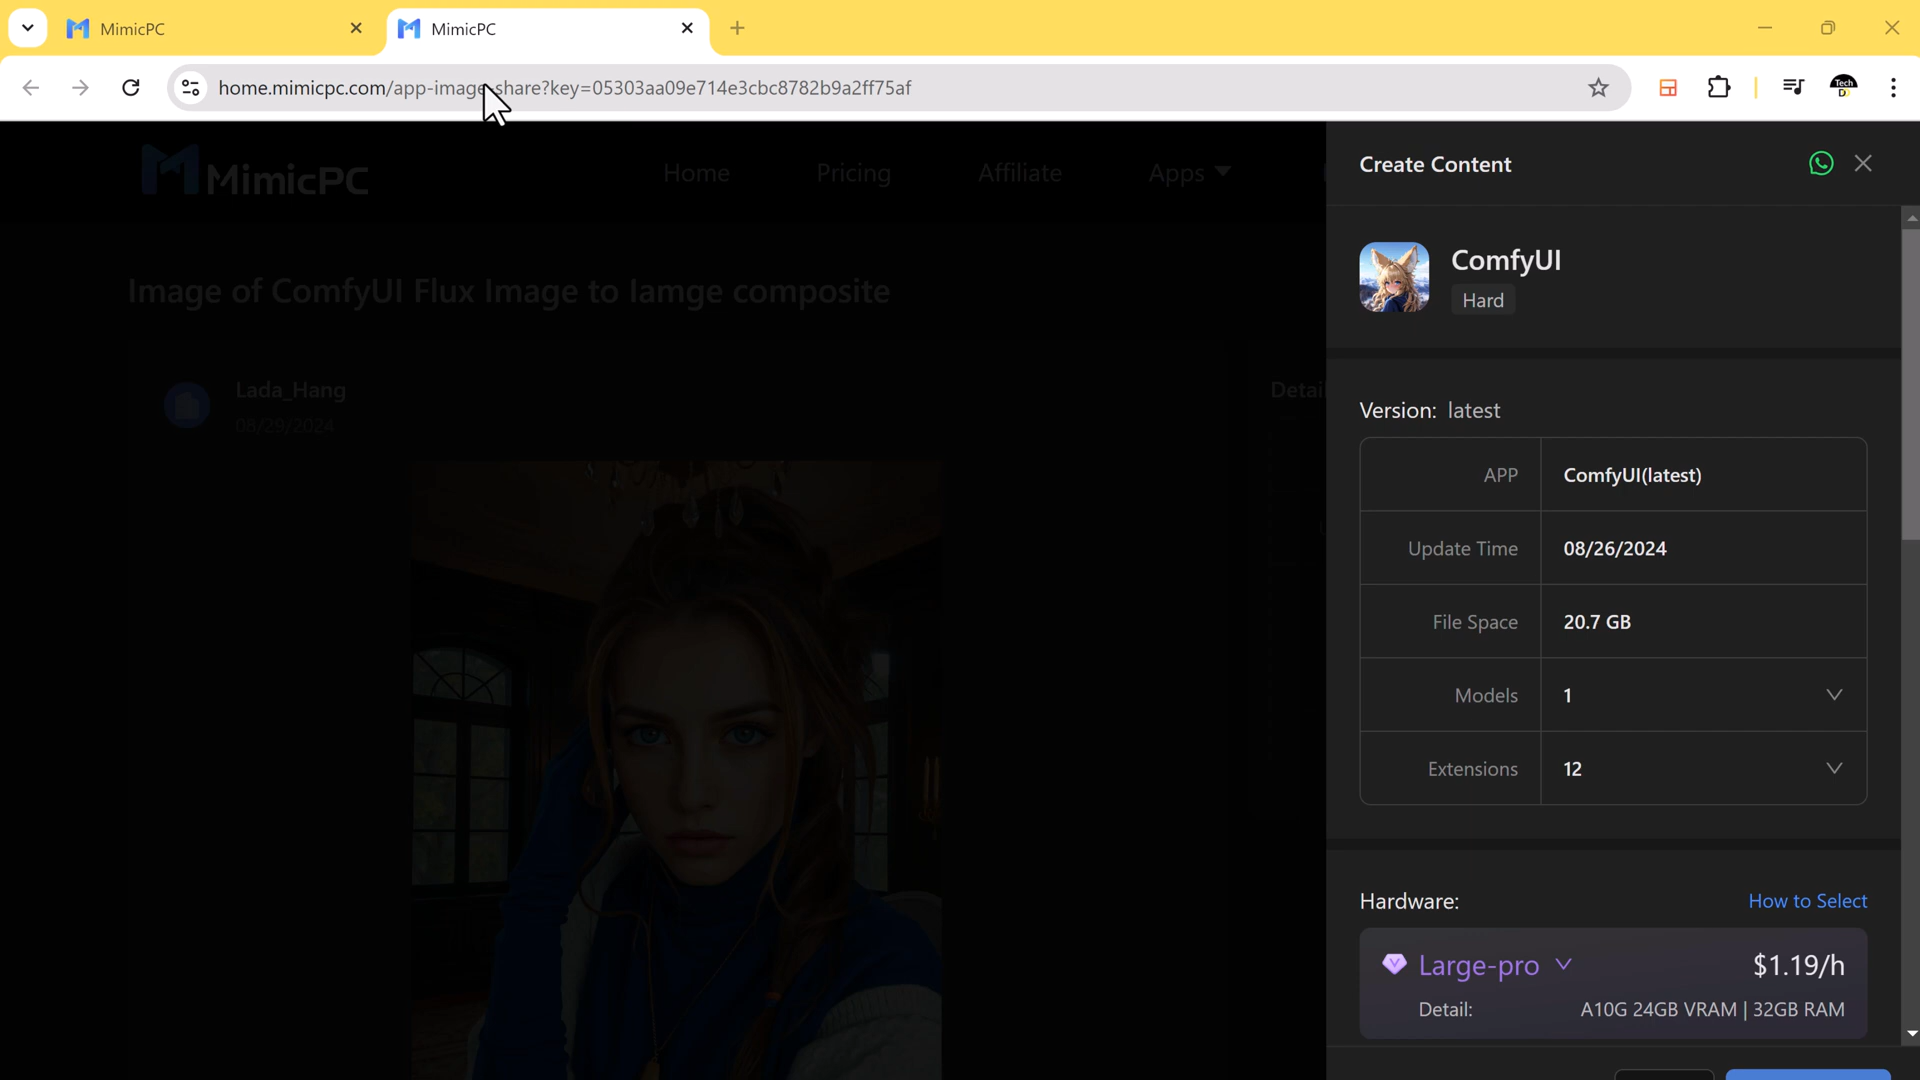 MimicPC
MimicPC
home.mimicpc.com/app-image-share?key=05303aa09e714e3cbc8782b9a2ff75af
Tech
MimicPC
Home
Pricing
Affiliate
Apps
Image of ComfyUI Flux Image to Iamge composite
Lada_Hang
08/29/2024
Detail
Create Content
ComfyUI
Hard
Version: latest
APP
ComfyUI(latest)
Update Time
08/26/2024
File Space
20.7 GB
Models
1
Extensions
12
Hardware:
How to Select
Large-pro
$1.19/h
Detail:
A10G 24GB VRAM | 32GB RAM